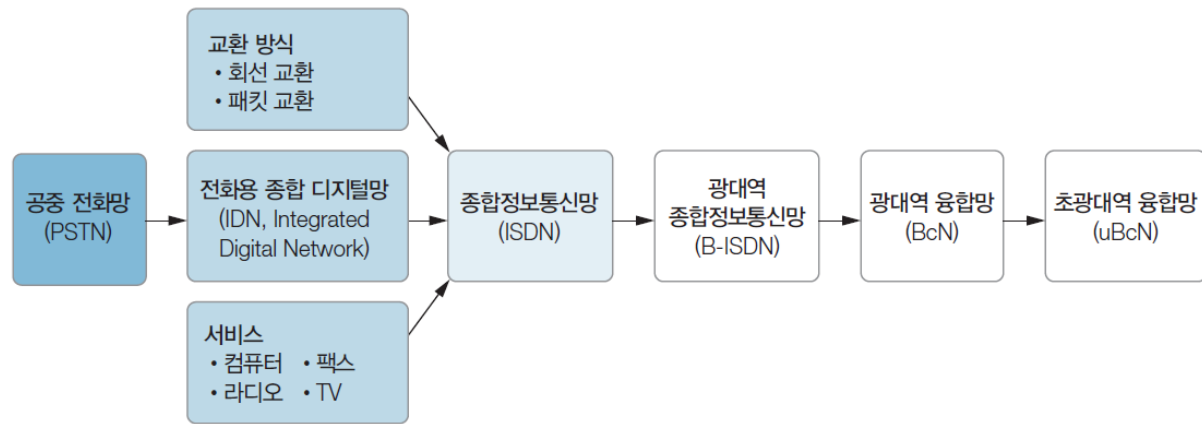 교환 방식
• 회선 교환
• 패킷 교환
공중 전화망
(PSTN)
전화용 종합 디지털망
(IDN, Integrated
Digital Network)
종합정보통신망
(ISDN)
광대역
종합정보통신망
(B-ISDN)
광대역 융합망
(BcN)
초광대역 융합망
(uBcN)
서비스
• 컴퓨터 • 팩스
• 라디오 • TV